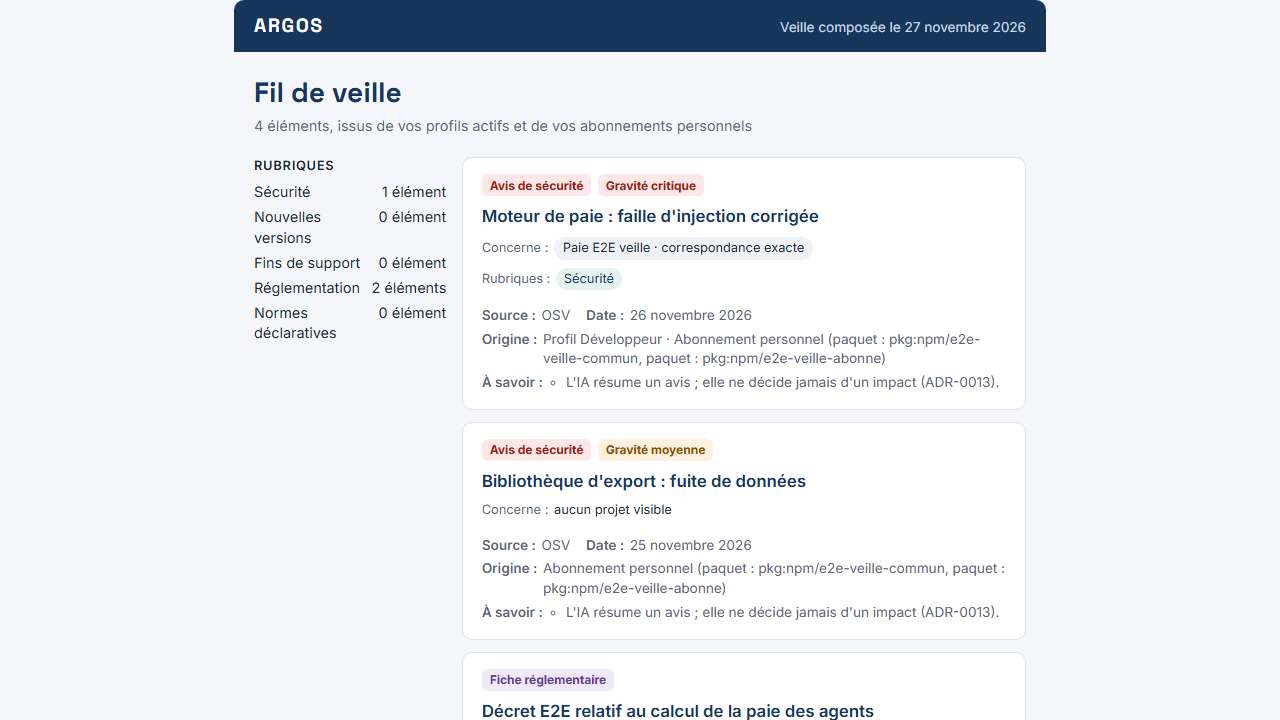 ARGOS
Veille composée le 27 novembre 2026
Fil de veille
4 éléments, issus de vos profils actifs et de vos abonnements personnels
RUBRIQUES
Sécurité 1 élément
Nouvelles versions 0 élément
Fins de support 0 élément
Réglementation 2 éléments
Normes déclaratives 0 élément
Avis de sécurité Gravité critique
Moteur de paie : faille d'injection corrigée
Concerne : Paie E2E veille · correspondance exacte
Rubriques : Sécurité
Source : OSV Date : 26 novembre 2026
Origine : Profil Développeur · Abonnement personnel (paquet : pkg:npm/e2e-
veille-commun, paquet : pkg:npm/e2e-veille-abonne)
À savoir : ◦ L'IA résume un avis ; elle ne décide jamais d'un impact (ADR-0013).
Avis de sécurité Gravité moyenne
Bibliothèque d'export : fuite de données
Concerne : aucun projet visible
Source : OSV Date : 25 novembre 2026
Origine : Abonnement personnel (paquet : pkg:npm/e2e-veille-commun, paquet :
pkg:npm/e2e-veille-abonne)
À savoir : ◦ L'IA résume un avis ; elle ne décide jamais d'un impact (ADR-0013).
Fiche réglementaire
Décret E2E relatif au calcul de la paie des agents